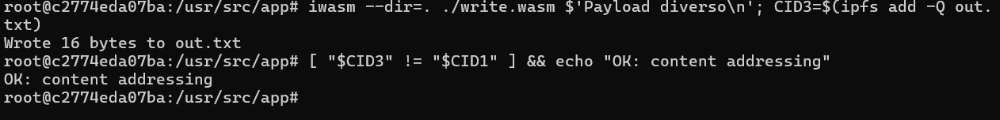 root@c2774eda07ba:/usr/src/app# iwasm --dir=. ./write.wasm $'Payload diverso\n'; CID3=$(ipfs add -Q out.
txt)
Wrote 16 bytes to out.txt
root@c2774eda07ba:/usr/src/app# [ "$CID3" != "$CID1" ] && echo "OK: content addressing"
OK: content addressing
root@c2774eda07ba:/usr/src/app#